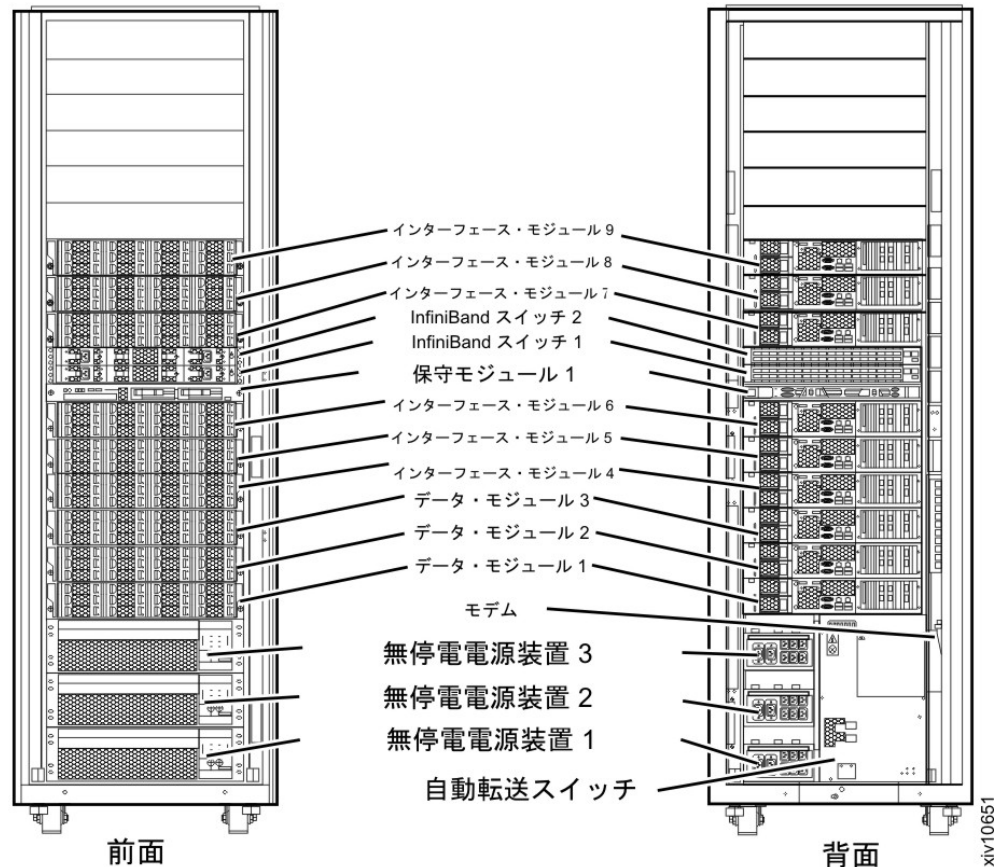 インターフェース・モジュール 9
インターフェース・モジュール 8
インターフェース・モジュール 7
InfiniBand スイッチ 2
InfiniBand スイッチ 1
保守モジュール 1
インターフェース・モジュール 6
インターフェース・モジュール 5
インターフェース・モジュール 4
データ・モジュール 3
データ・モジュール 2
データ・モジュール 1
モデム
無停電電源装置 3
無停電電源装置 2
無停電電源装置 1
自動転送スイッチ
前面
背面
xiv10651